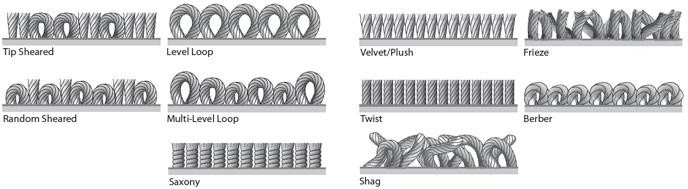 Tip Sheared
Level Loop
Velvet/Plush
Frieze
Random Sheared
Multi-Level Loop
Twist
Berber
Saxony
Shag